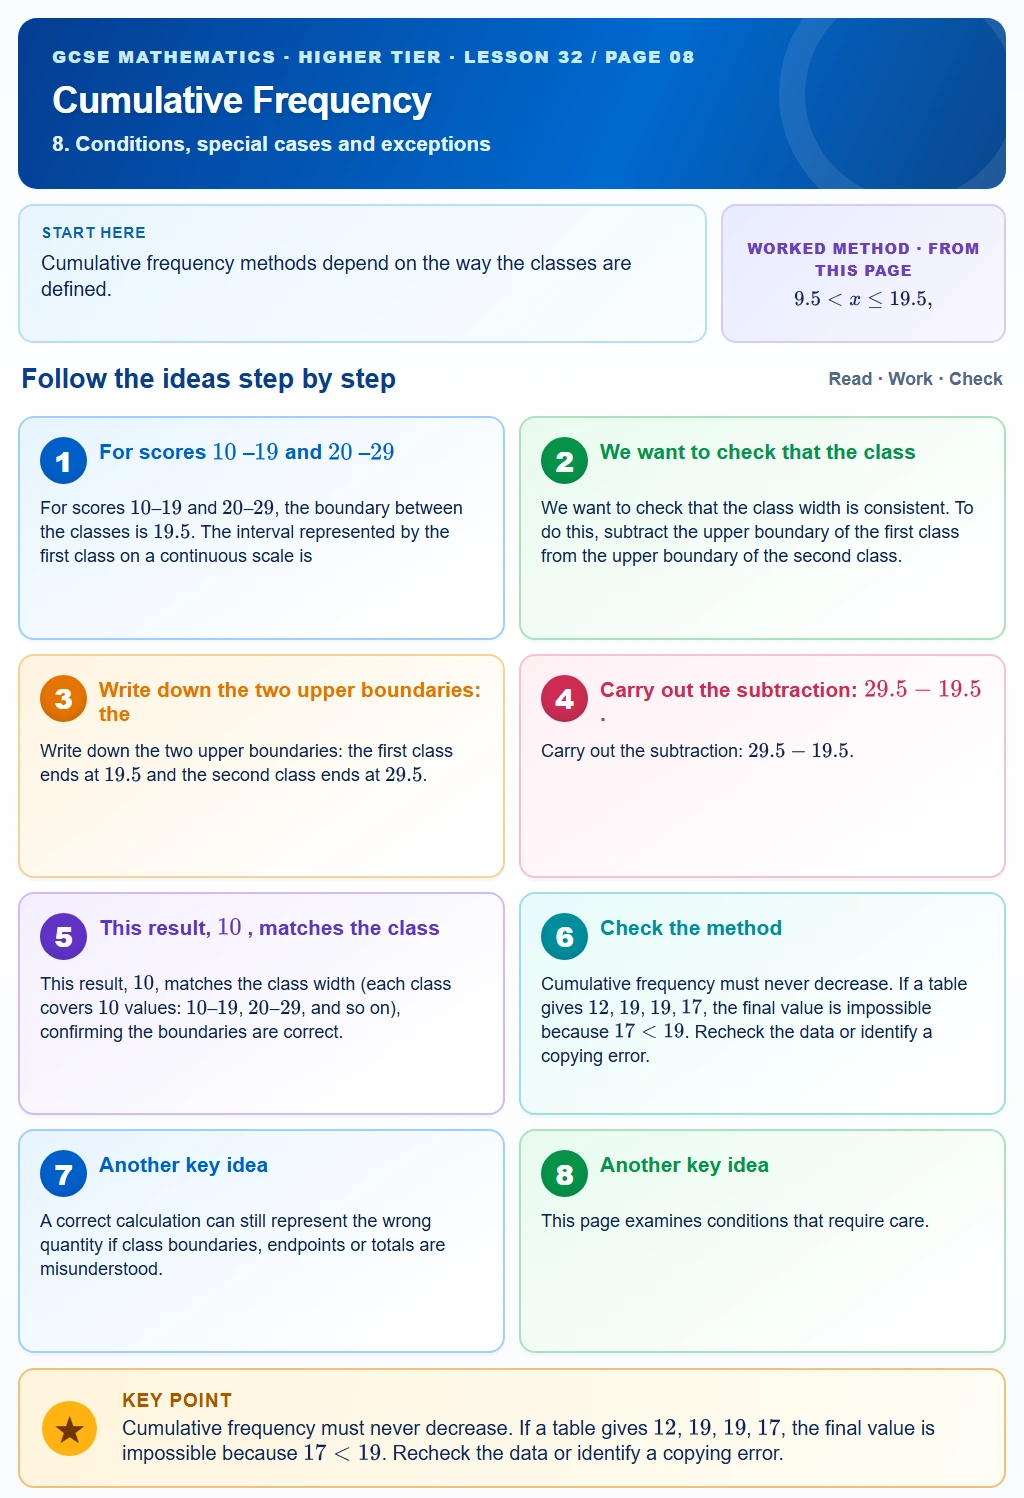 GCSE MATHEMATICS · HIGHER TIER · LESSON 32 / PAGE 08
Cumulative Frequency
8. Conditions, special cases and exceptions
START HERE
Cumulative frequency methods depend on the way the classes are
defined.
WORKED METHOD · FROM
THIS PAGE
9.5 < x ≤ 19.5,
Follow the ideas step by step
Read · Work · Check
1
For scores 10 –19 and 20 –29
For scores 10–19 and 20–29, the boundary between
the classes is 19.5. The interval represented by the
first class on a continuous scale is
2
We want to check that the class
We want to check that the class width is consistent. To
do this, subtract the upper boundary of the first class
from the upper boundary of the second class.
3
Write down the two upper boundaries:
the
Write down the two upper boundaries: the first class
ends at 19.5 and the second class ends at 29.5.
4
Carry out the subtraction: 29.5 − 19.5
.
Carry out the subtraction: 29.5 − 19.5.
5
This result, 10 , matches the class
This result, 10, matches the class width (each class
covers 10 values: 10–19, 20–29, and so on),
confirming the boundaries are correct.
6
Check the method
Cumulative frequency must never decrease. If a table
gives 12, 19, 19, 17, the final value is impossible
because 17 < 19. Recheck the data or identify a
copying error.
7
Another key idea
A correct calculation can still represent the wrong
quantity if class boundaries, endpoints or totals are
misunderstood.
8
Another key idea
This page examines conditions that require care.
KEY POINT
Cumulative frequency must never decrease. If a table gives 12, 19, 19, 17, the final value is
impossible because 17 < 19. Recheck the data or identify a copying error.